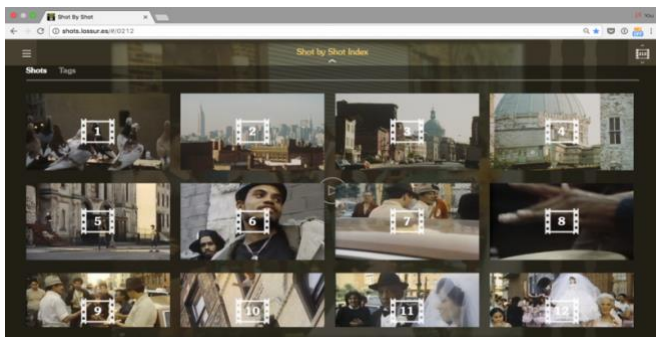 Shot By Shot
shots.lossur.es/#/0212
Shot by Shot Index
Shots Tags
1 2 3 4
5 6 7 8
9 10 11 12